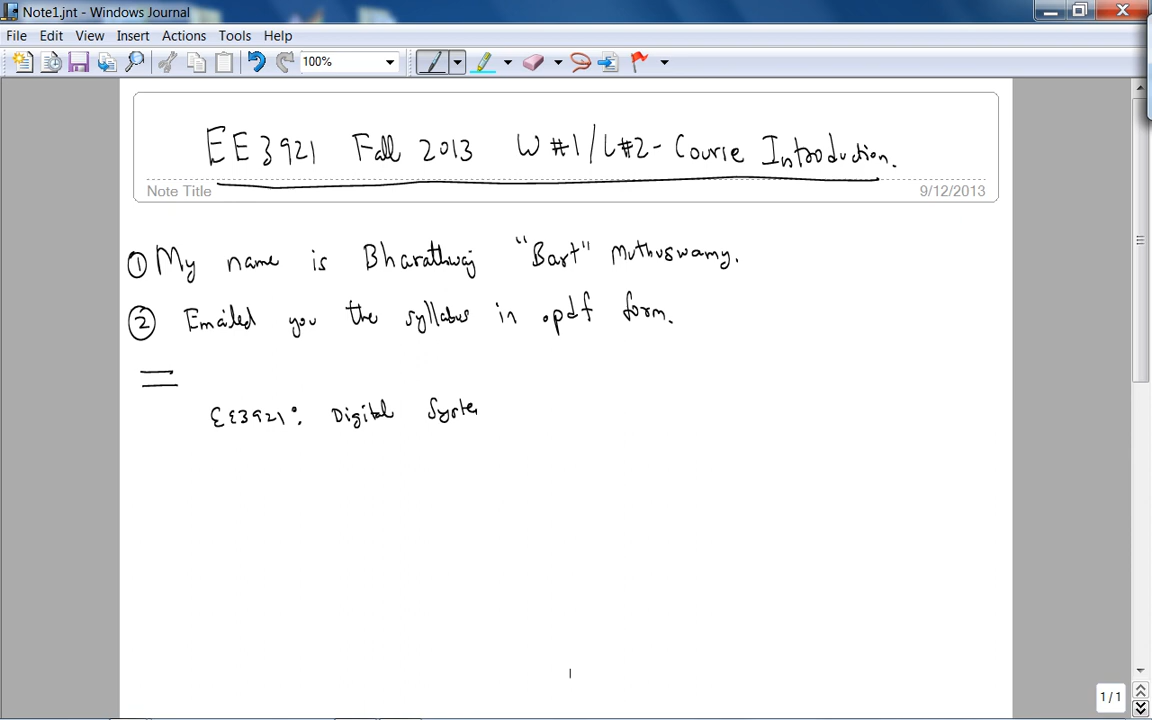 Note1.jnt - Windows Journal
File Edit View Insert Actions Tools Help
100%
EE3921 Fall 2013 W#1/L#2- Course Introduction.
Note Title 9/12/2013
① My name is Bharathwaj "Bart" Muthuswamy.
② Emailed you the syllabus in .pdf form.
EE3921: Digital Syste
1 / 1